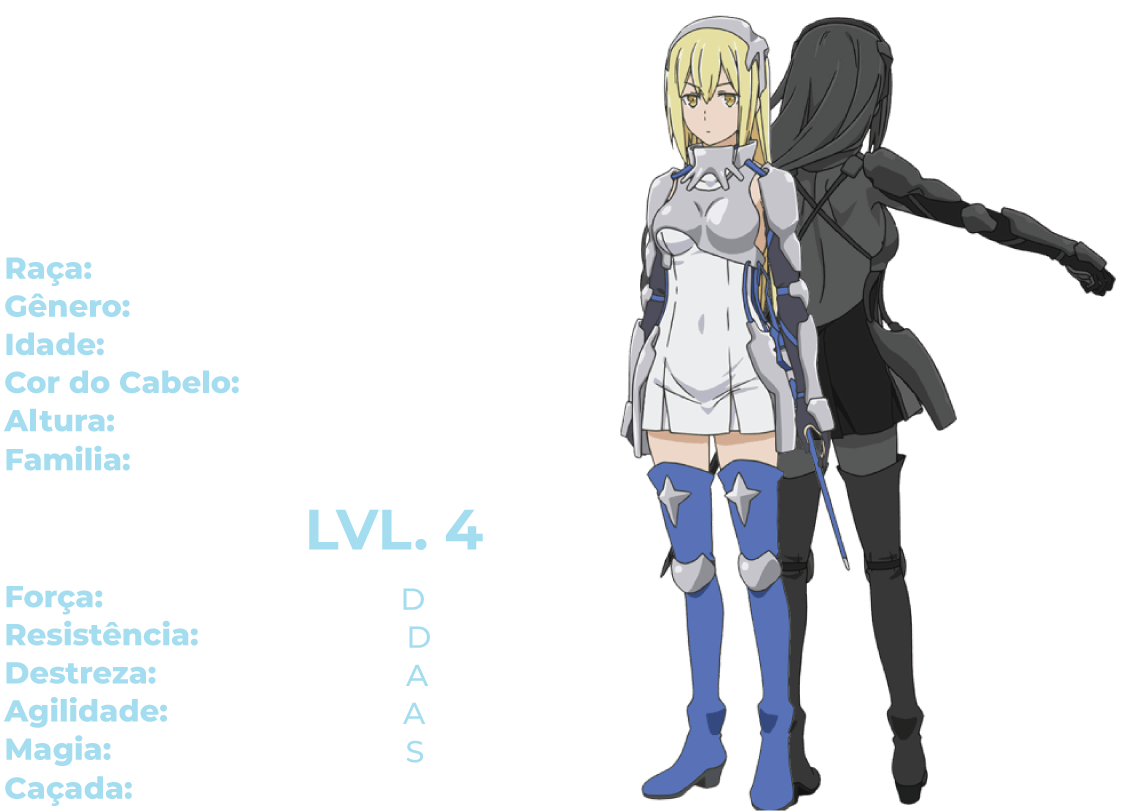 Raça:
Gênero:
Idade:
Cor do Cabelo:
Altura:
Familia:
LVL. 4
Força: D
Resistência: D
Destreza: A
Agilidade: A
Magia: S
Caçada: